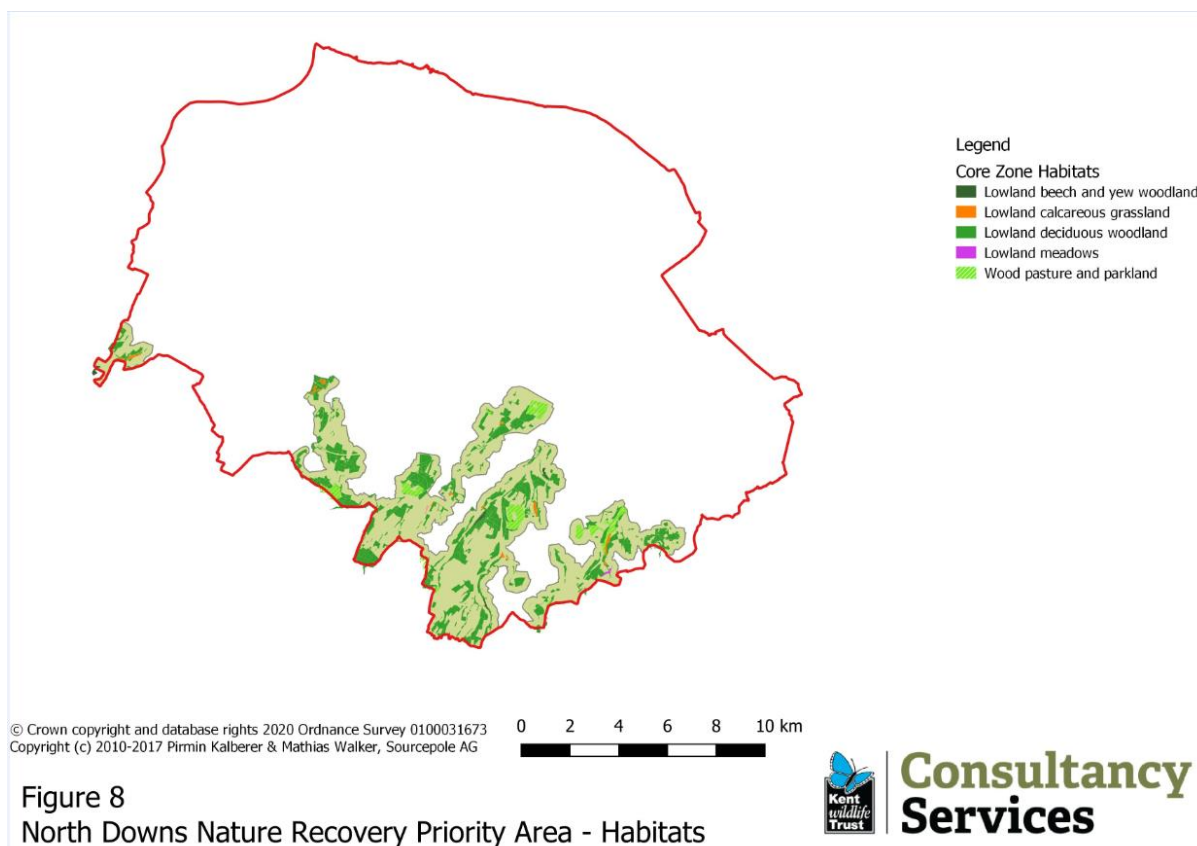 Legend
Core Zone Habitats
Lowland beech and yew woodland
Lowland calcareous grassland
Lowland deciduous woodland
Lowland meadows
Wood pasture and parkland
© Crown copyright and database rights 2020 Ordnance Survey 0100031673
Copyright (c) 2010-2017 Pirmin Kalberer & Mathias Walker, Sourcepole AG
0 2 4 6 8 10 km
Figure 8
North Downs Nature Recovery Priority Area - Habitats
Kent
wildlife
Trust
Consultancy
Services